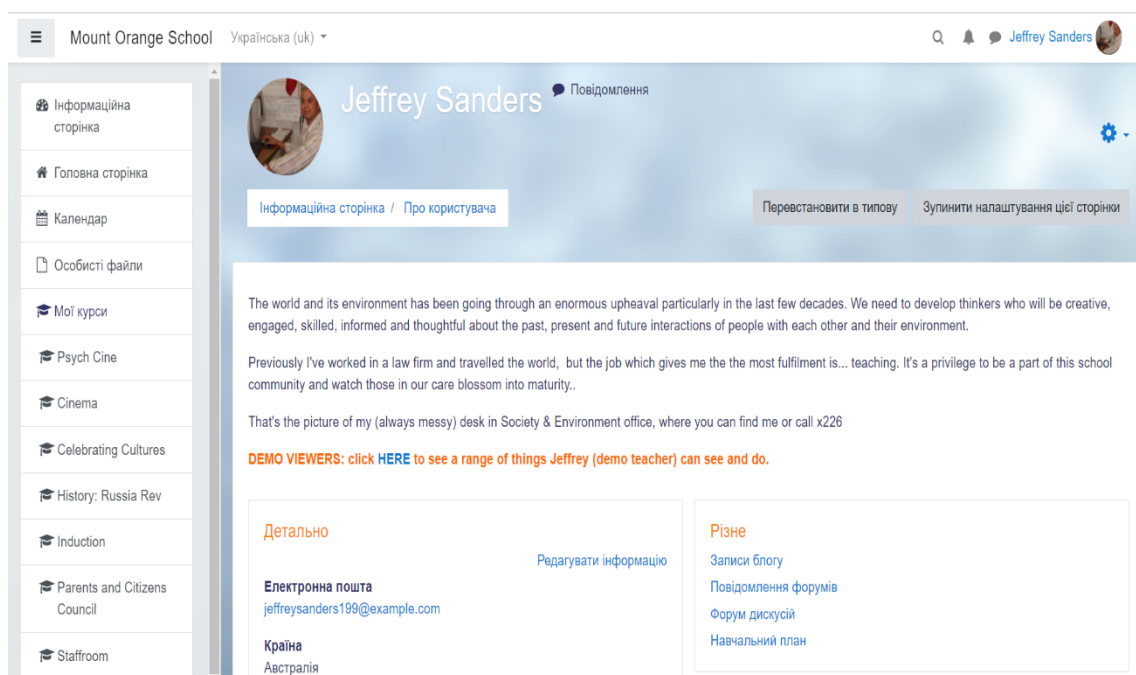 Mount Orange School
Українська (uk)
Jeffrey Sanders
Інформаційна
сторінка
Головна сторінка
Календар
Особисті файли
Мої курси
Psych Cine
Cinema
Celebrating Cultures
History: Russia Rev
Induction
Parents and Citizens
Council
Staffroom
Jeffrey Sanders
Повідомлення
Інформаційна сторінка / Про користувача
Перевстановити в типову
Зупинити налаштування цієї сторінки
The world and its environment has been going through an enormous upheaval particularly in the last few decades. We need to develop thinkers who will be creative,
engaged, skilled, informed and thoughtful about the past, present and future interactions of people with each other and their environment.
Previously I've worked in a law firm and travelled the world, but the job which gives me the the most fulfilment is... teaching. It's a privilege to be a part of this school
community and watch those in our care blossom into maturity..
That's the picture of my (always messy) desk in Society & Environment office, where you can find me or call x226
DEMO VIEWERS: click HERE to see a range of things Jeffrey (demo teacher) can see and do.
Детально
Редагувати інформацію
Електронна пошта
jeffreysanders199@example.com
Країна
Австралія
Різне
Записи блогу
Повідомлення форумів
Форум дискусій
Навчальний план